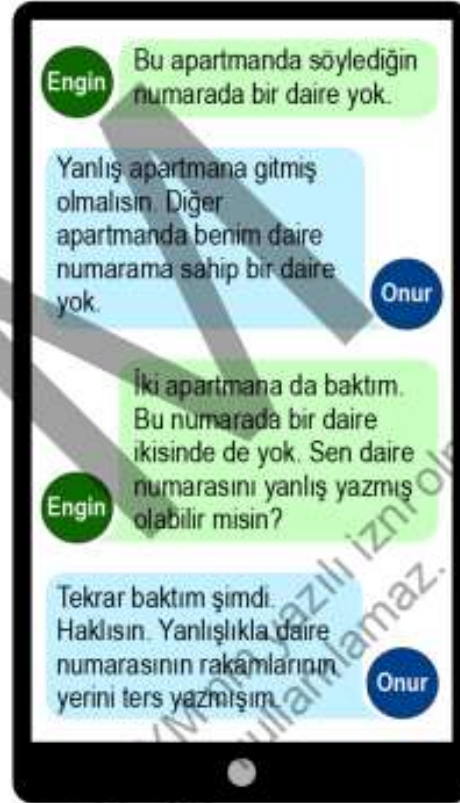 Engin
Bu apartmanda söylediğin
numarada bir daire yok.
Yanlış apartmana gitmiş
olmalısın. Diğer
apartmanda benim daire
numarama sahip bir daire
yok.
Onur
İki apartmana da baktım.
Bu numarada bir daire
ikisinde de yok. Sen daire
numarasını yanlış yazmış
olabilir misin?
Engin
Tekrar baktım şimdi.
Haklısın. Yanlışlıkla daire
numarasının rakamlarının
yerini ters yazmışım.
Onur
yazılı izni